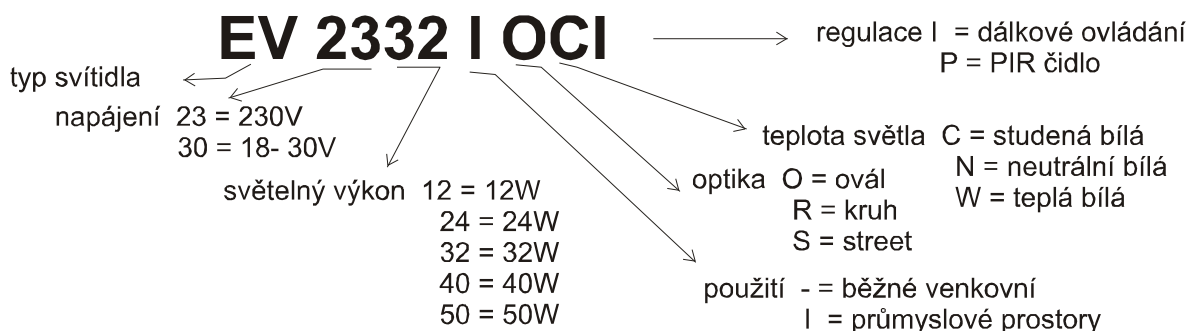 EV 2332 I OCI
regulace I = dálkové ovládání
P = PIR čidlo
typ svítidla
napájení 23 = 230V
30 = 18- 30V
teplota světla C = studená bílá
N = neutrální bílá
W = teplá bílá
optika O = ovál
R = kruh
S = street
světelný výkon 12 = 12W
24 = 24W
32 = 32W
40 = 40W
50 = 50W
použití - = běžné venkovní
I = průmyslové prostory